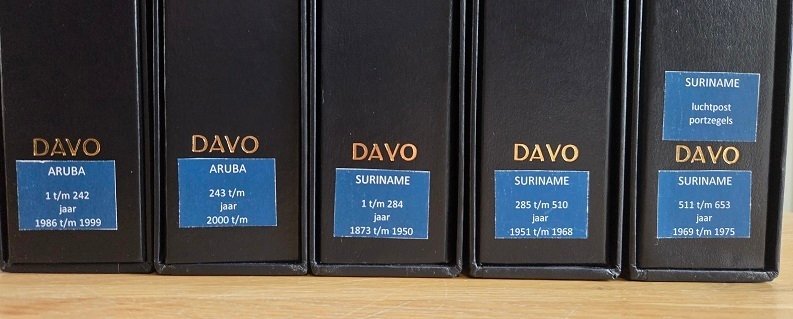 DAVO
ARUBA
1 t/m 242
jaar
1986 t/m 1999
DAVO
ARUBA
243 t/m
jaar
2000 t/m
DAVO
SURINAME
1 t/m 284
jaar
1873 t/m 1950
DAVO
SURINAME
285 t/m 510
jaar
1951 t/m 1968
SURINAME
luchtpost
portzegels
DAVO
SURINAME
511 t/m 653
jaar
1969 t/m 1975